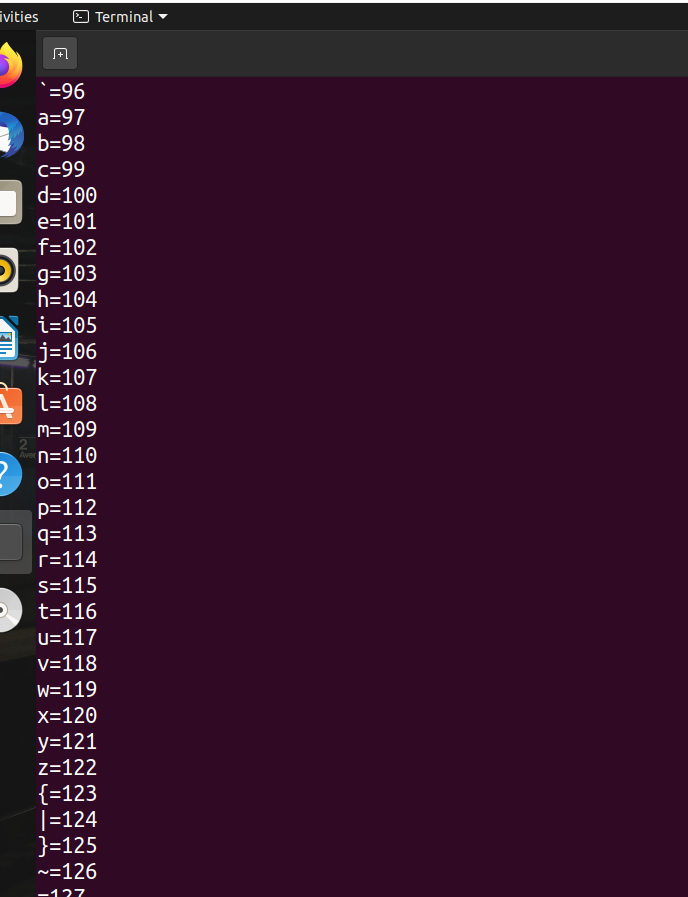 ivities
Terminal
`=96
a=97
b=98
c=99
d=100
e=101
f=102
g=103
h=104
i=105
j=106
k=107
l=108
m=109
n=110
o=111
p=112
q=113
r=114
s=115
t=116
u=117
v=118
w=119
x=120
y=121
z=122
{=123
|=124
}=125
~=126
=127